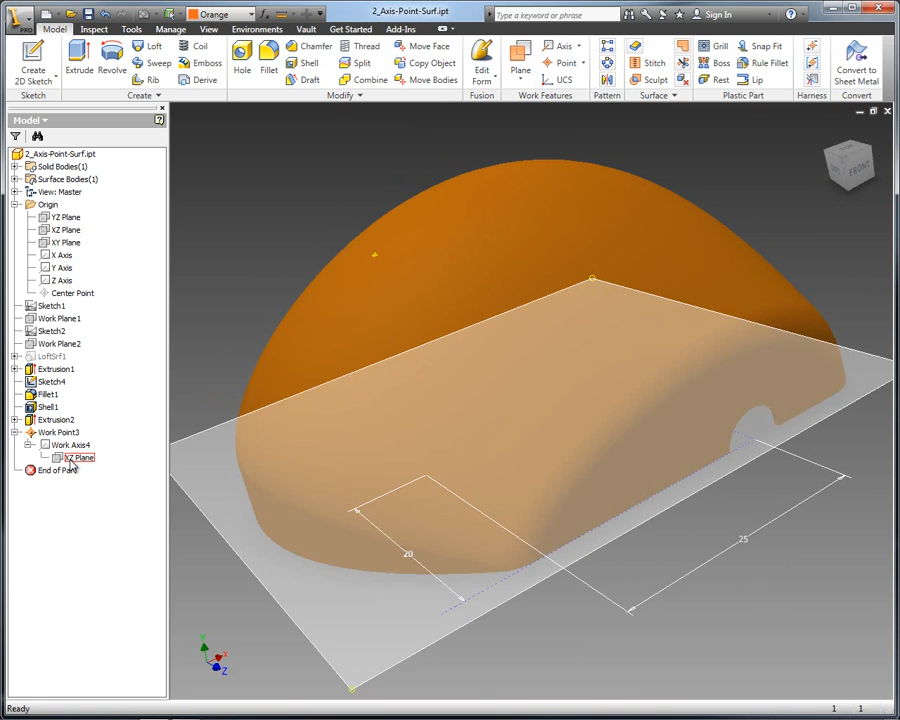 PRO
Orange
2_Axis-Point-Surf.ipt
Type a keyword or phrase
Sign In
Model Inspect Tools Manage View Environments Vault Get Started Add-Ins
Create 2D Sketch
Sketch
Extrude
Revolve
Loft
Sweep
Rib
Coil
Emboss
Derive
Create
Hole
Fillet
Chamfer
Shell
Draft
Thread
Split
Combine
Move Face
Copy Object
Move Bodies
Modify
Edit Form
Fusion
Plane
Axis
Point
UCS
Work Features
Pattern
Stitch
Sculpt
Surface
Grill
Boss
Rest
Snap Fit
Rule Fillet
Lip
Plastic Part
Harness
Convert to Sheet Metal
Convert
Model
2_Axis-Point-Surf.ipt
Solid Bodies(1)
Surface Bodies(1)
View: Master
Origin
YZ Plane
XZ Plane
XY Plane
X Axis
Y Axis
Z Axis
Center Point
Sketch1
Work Plane1
Sketch2
Work Plane2
LoftSrf1
Extrusion1
Sketch4
Fillet1
Shell1
Extrusion2
Work Point3
Work Axis4
XZ Plane
End of Part
FRONT
20
25
X
Z
Ready
1 1